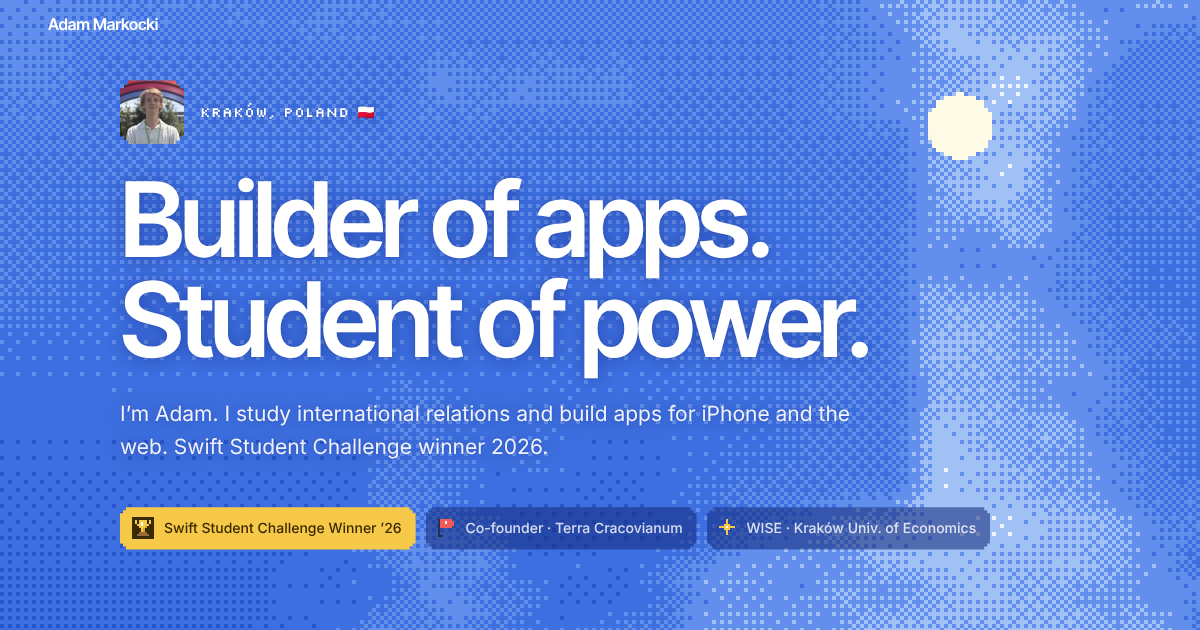 Adam Markocki
KRAKÓW, POLAND 🇵🇱
Builder of apps.
Student of power.
I’m Adam. I study international relations and build apps for iPhone and the
web. Swift Student Challenge winner 2026.
Swift Student Challenge Winner ’26
Co-founder · Terra Cracovianum
WISE · Kraków Univ. of Economics